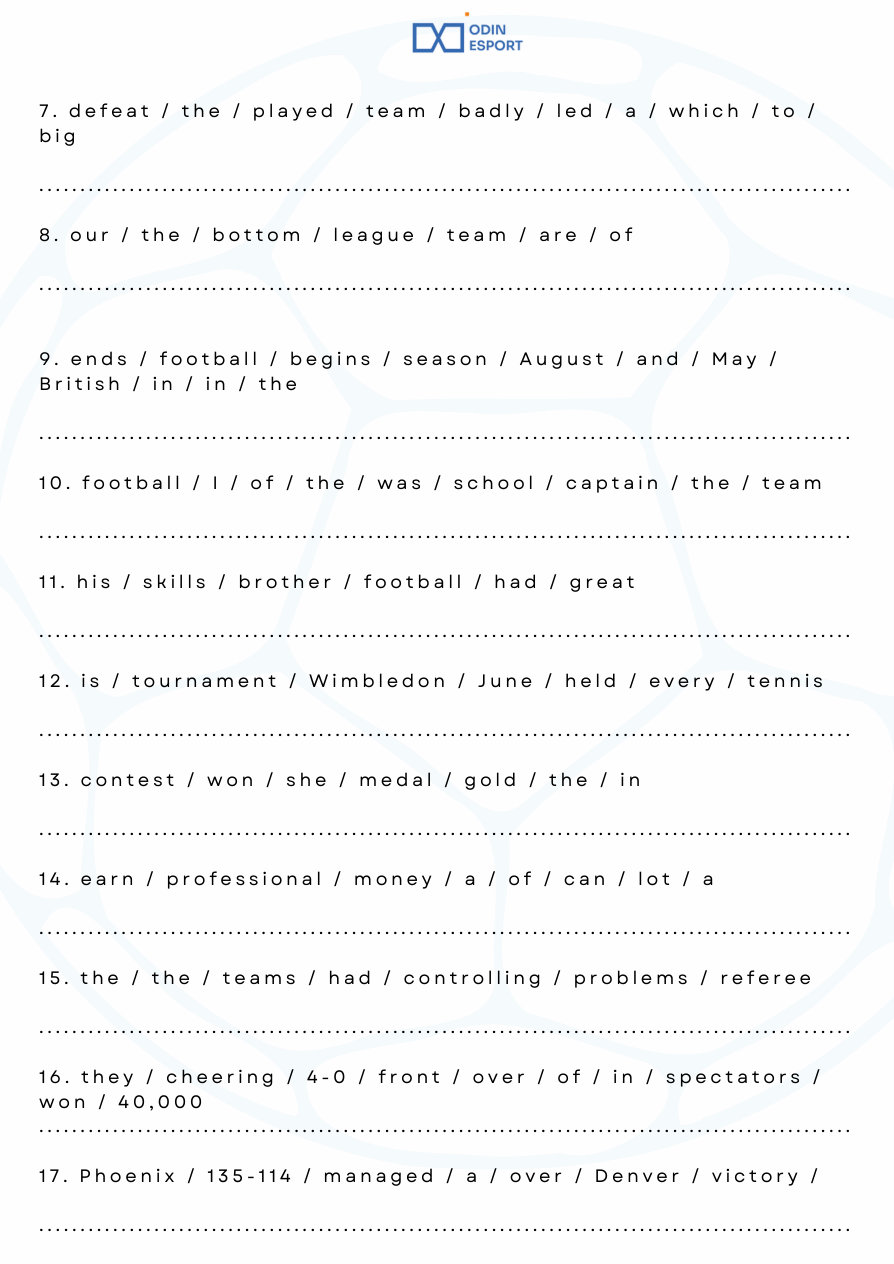 ODIN
ESPORT
7. defeat / the / played / team / badly / led / a / which / to /
big
....................................................................................................
8. our / the / bottom / league / team / are / of
....................................................................................................
9. ends / football / begins / season / August / and / May /
British / in / in / the
....................................................................................................
10. football / I / of / the / was / school / captain / the / team
....................................................................................................
11. his / skills / brother / football / had / great
....................................................................................................
12. is / tournament / Wimbledon / June / held / every / tennis
....................................................................................................
13. contest / won / she / medal / gold / the / in
....................................................................................................
14. earn / professional / money / a / of / can / lot / a
....................................................................................................
15. the / the / teams / had / controlling / problems / referee
....................................................................................................
16. they / cheering / 4-0 / front / over / of / in / spectators /
won / 40,000
....................................................................................................
17. Phoenix / 135-114 / managed / a / over / Denver / victory /
....................................................................................................